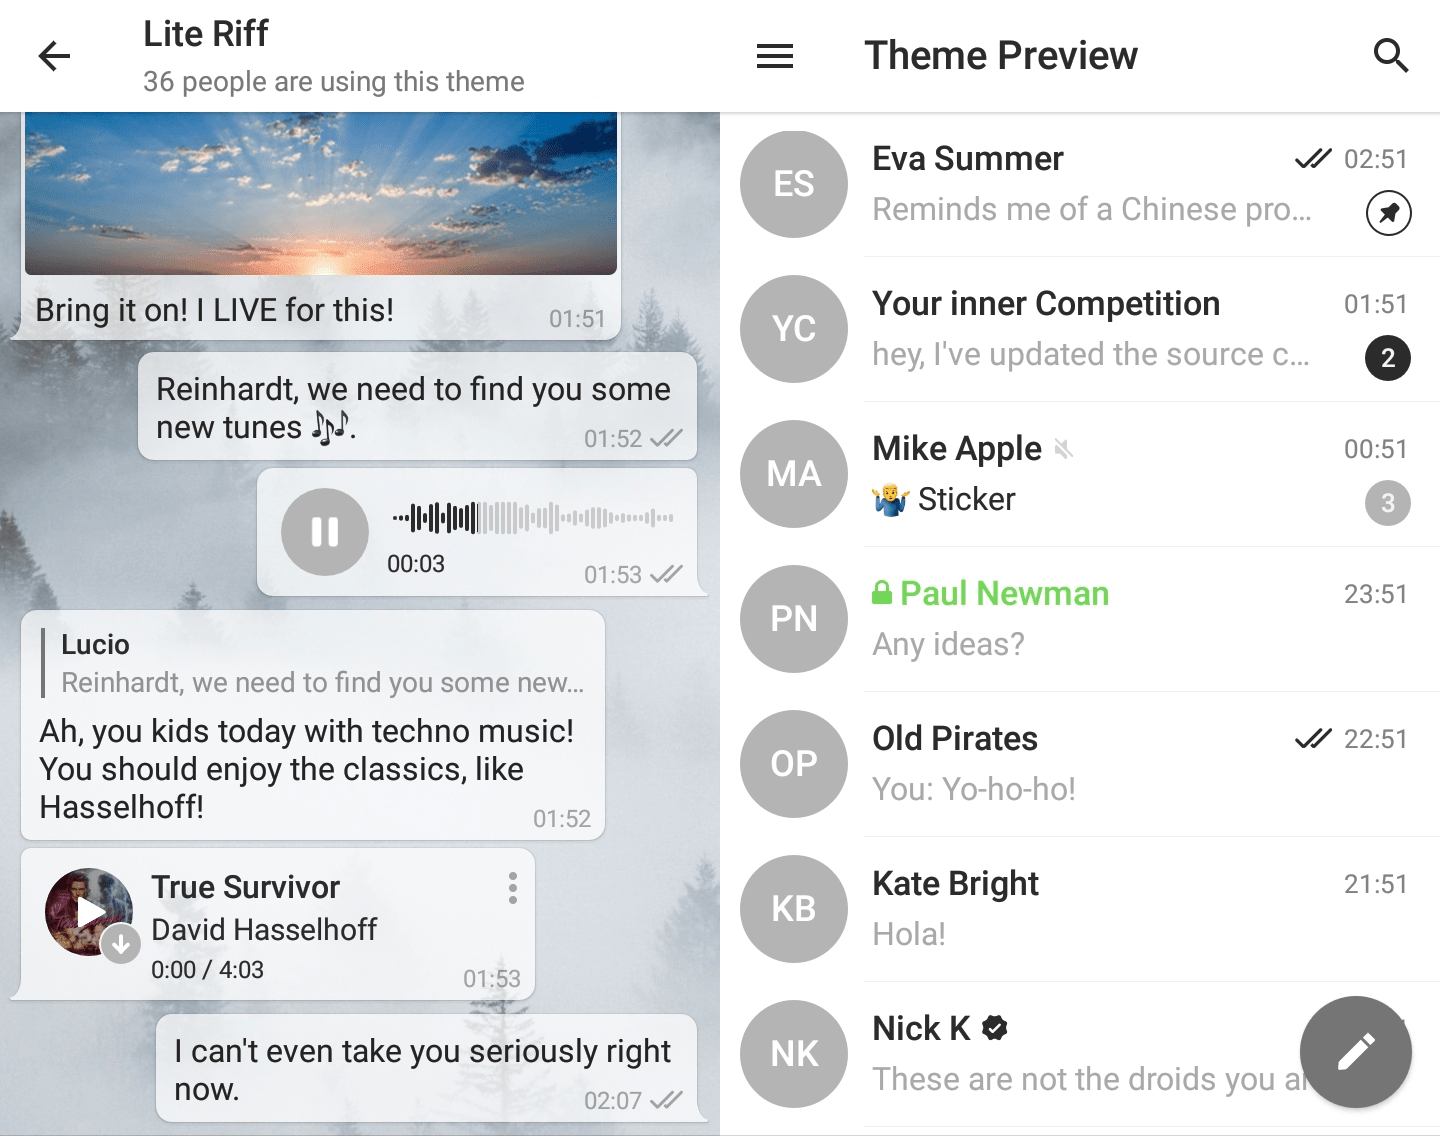 Lite Riff
36 people are using this theme
Bring it on! I LIVE for this!
01:51
Reinhardt, we need to find you some
new tunes 🎶.
01:52
00:03
01:53
Lucio
Reinhardt, we need to find you some new...
Ah, you kids today with techno music!
You should enjoy the classics, like
Hasselhoff!
01:52
True Survivor
David Hasselhoff
0:00 / 4:03
01:53
I can't even take you seriously right
now.
02:07
Theme Preview
ES
Eva Summer
02:51
Reminds me of a Chinese pro...
YC
Your inner Competition
01:51
hey, I've updated the source c...
2
MA
Mike Apple
00:51
🤷‍♂️ Sticker
3
PN
Paul Newman
23:51
Any ideas?
OP
Old Pirates
22:51
You: Yo-ho-ho!
KB
Kate Bright
21:51
Hola!
NK
Nick K
These are not the droids you